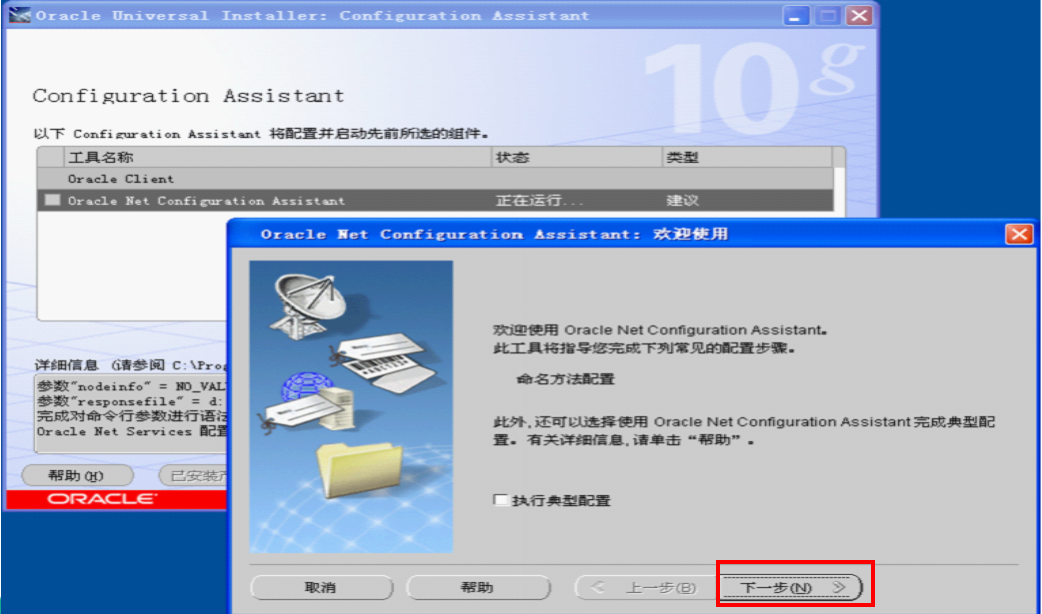 Oracle Universal Installer: Configuration Assistant
10g
Configuration Assistant
以下 Configuration Assistant 将配置并启动先前所选的组件。
工具名称 状态 类型
Oracle Client
Oracle Net Configuration Assistant 正在运行... 建议
详细信息 (请参阅 C:\Prog
参数"nodeinfo" = NO_VAL
参数"responsefile" = d:
完成对命令行参数进行语法
Oracle Net Services 配置
帮助(H) 已安装产
ORACLE
Oracle Net Configuration Assistant: 欢迎使用
欢迎使用 Oracle Net Configuration Assistant。
此工具将指导您完成下列常见的配置步骤。
命名方法配置
此外,还可以选择使用 Oracle Net Configuration Assistant 完成典型配
置。有关详细信息,请单击“帮助”。
执行典型配置
取消 帮助 上一步(B) 下一步(N)